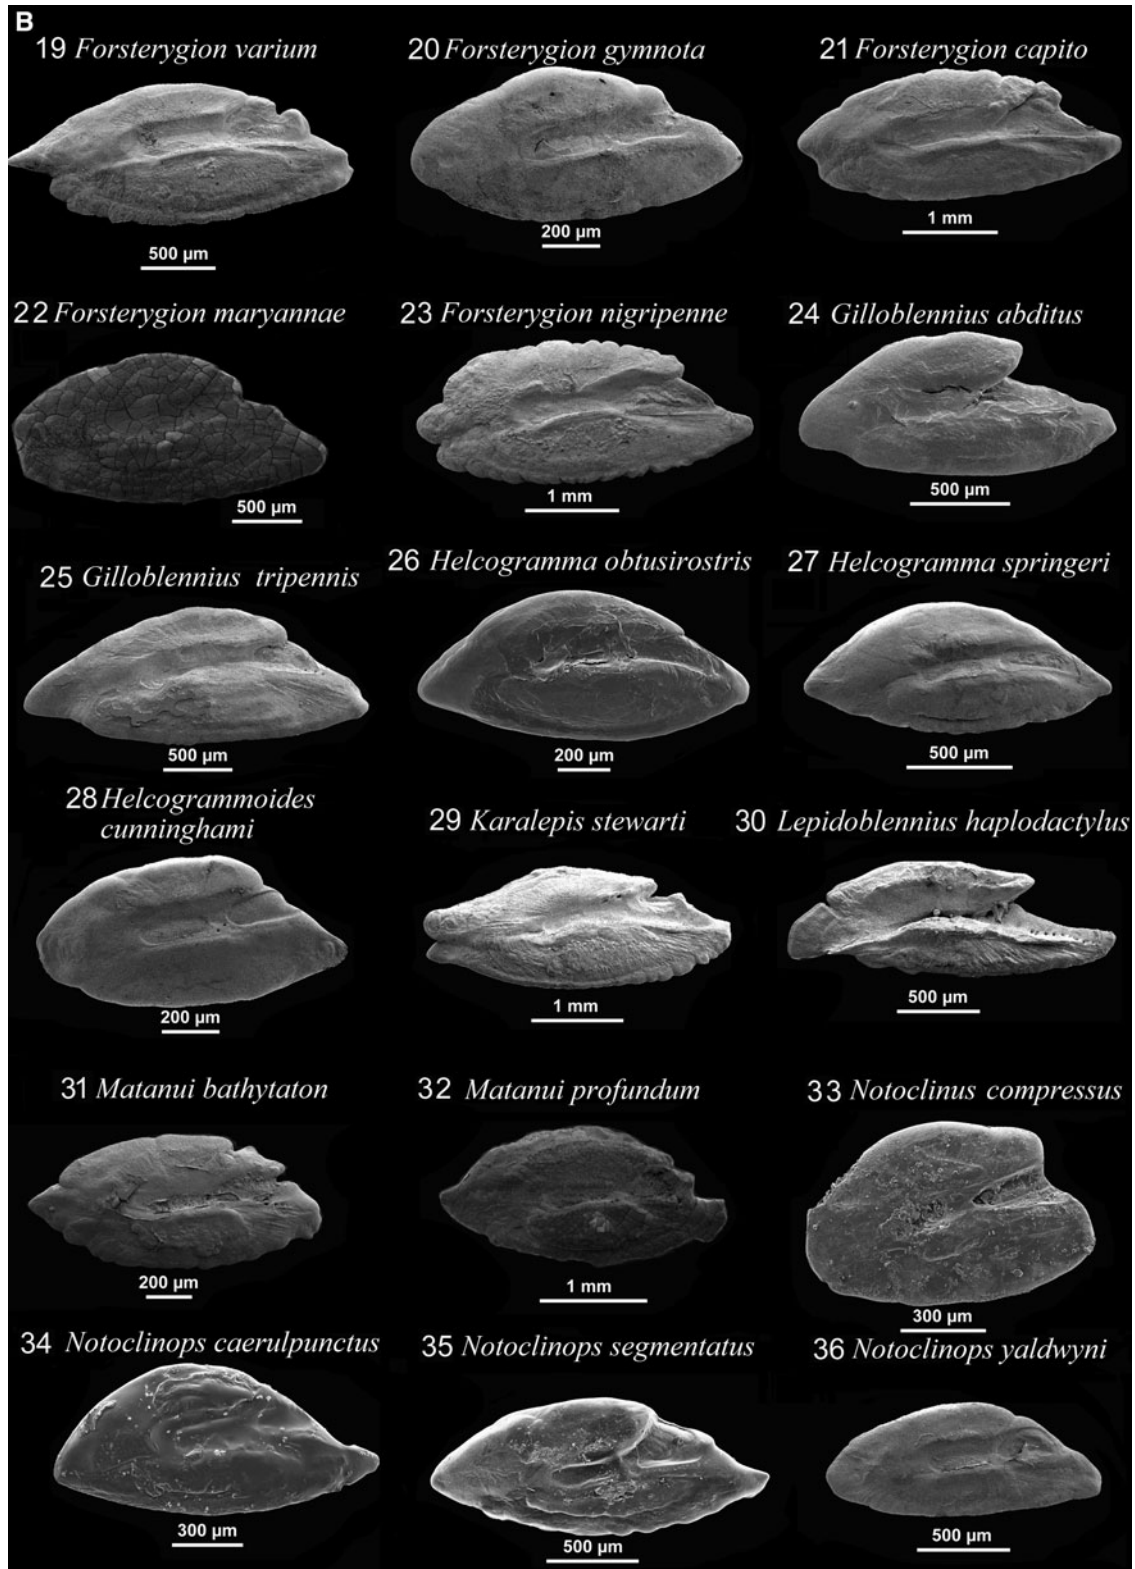 B
19 Forsterygion varium
20 Forsterygion gymnota
21 Forsterygion capito
500 µm
200 µm
1 mm
22 Forsterygion maryannae
23 Forsterygion nigripenne
24 Gilloblennius abditus
500 µm
1 mm
500 µm
25 Gilloblennius tripennis
26 Helcogramma obtusirostris
27 Helcogramma springeri
500 µm
200 µm
500 µm
28 Helcogrammoides
cunninghami
29 Karalepis stewarti
30 Lepidoblennius haplodactylus
200 µm
1 mm
500 µm
31 Matanui bathytaton
32 Matanui profundum
33 Notoclinus compressus
200 µm
1 mm
300 µm
34 Notoclinops caerulpunctus
35 Notoclinops segmentatus
36 Notoclinops yaldwyni
300 µm
500 µm
500 µm